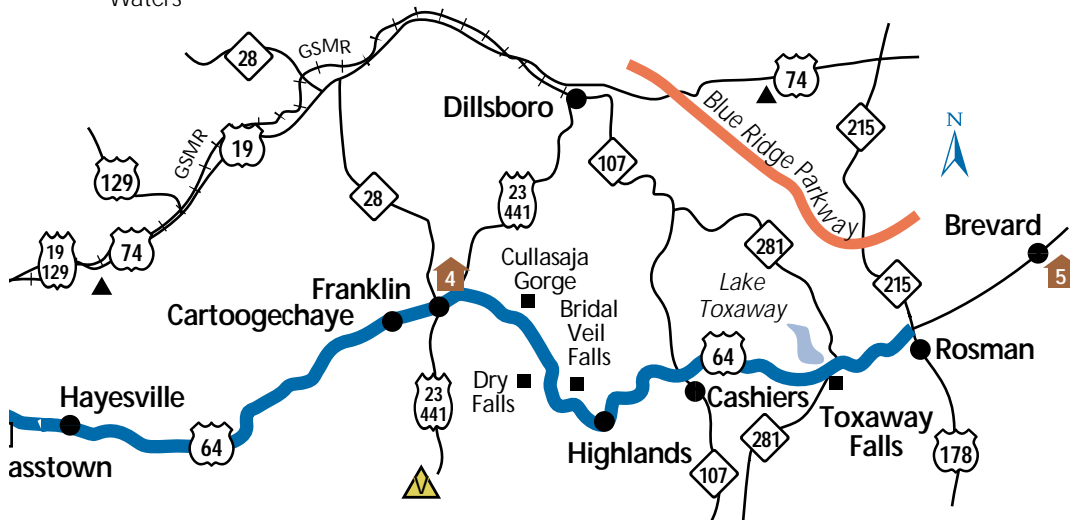 Waters
28
GSMR
74
Dillsboro
Blue Ridge Parkway
215
N
19
GSMR
107
129
28
23
441
281
Brevard
19
129
74
Cullasaja
Gorge
4
5
Franklin
Lake
Toxaway
215
Cartoogechaye
Bridal
Veil
Falls
64
Rosman
Dry
Falls
Hayesville
23
441
Cashiers
Toxaway
Falls
64
Highlands
281
178
asstown
107
V